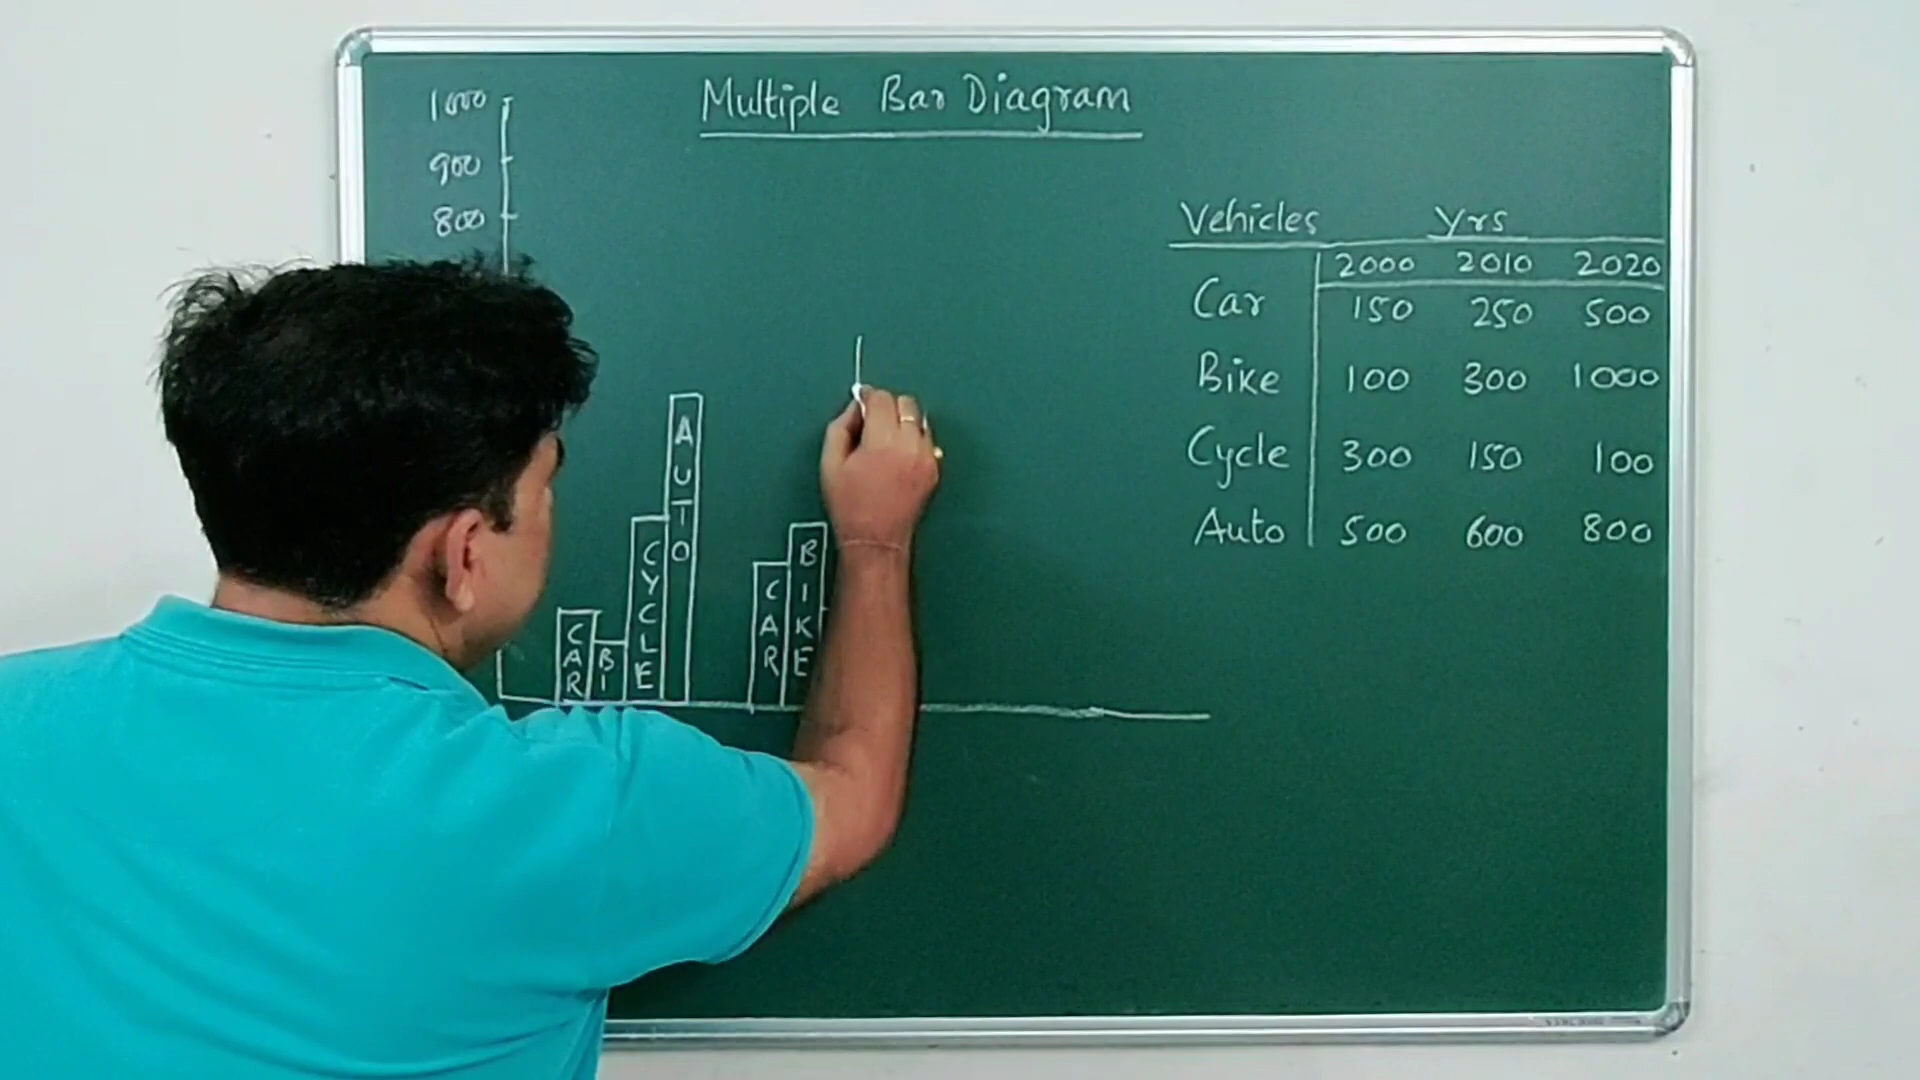 Multiple Bar Diagram
1000
900
800
Vehicles yrs
2000 2010 2020
Car 150 250 500
Bike 100 300 1000
Cycle 300 150 100
Auto 500 600 800
CAR
BI
CYCLE
AUTO
CAR
BIKE